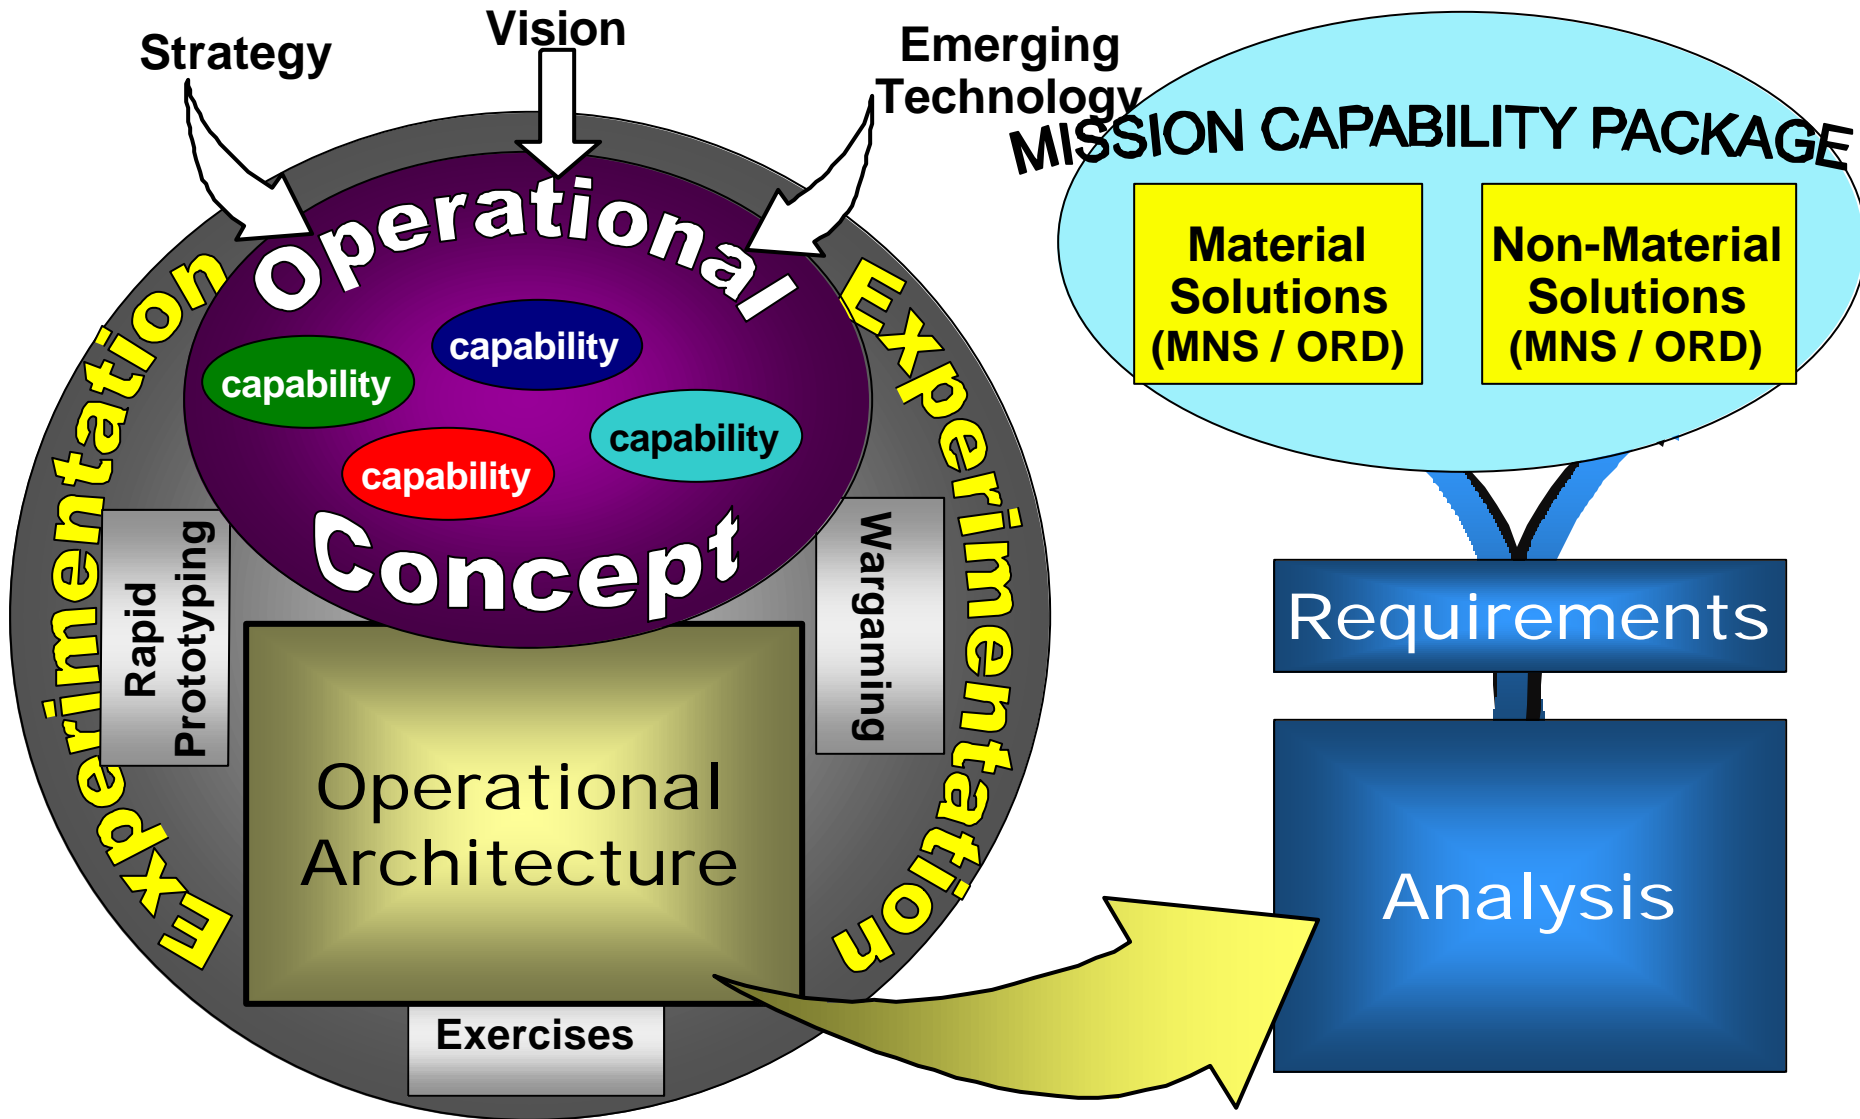 Strategy
Vision
Emerging
Technology
Operational
capability
capability
capability
capability
Concept
Experimentation
Experimentation
Rapid
Prototyping
Wargaming
Operational
Architecture
Exercises
MISSION CAPABILITY PACKAGE
Material
Solutions
(MNS / ORD)
Non-Material
Solutions
(MNS / ORD)
Requirements
Analysis